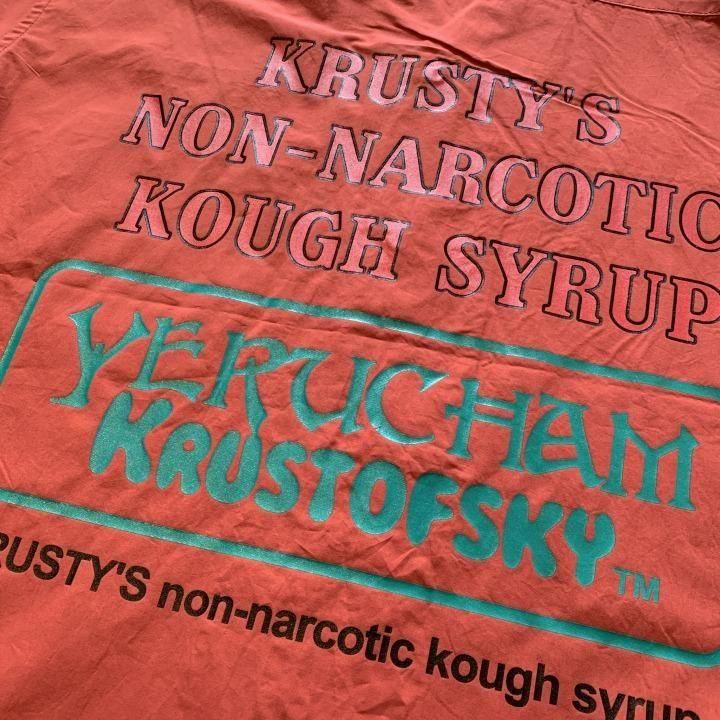 KRUSTY'S
NON-NARCOTIC
KOUGH SYRUP
YERUCHAM
KRUSTOFSKY TM
RUSTY'S non-narcotic kough syrup